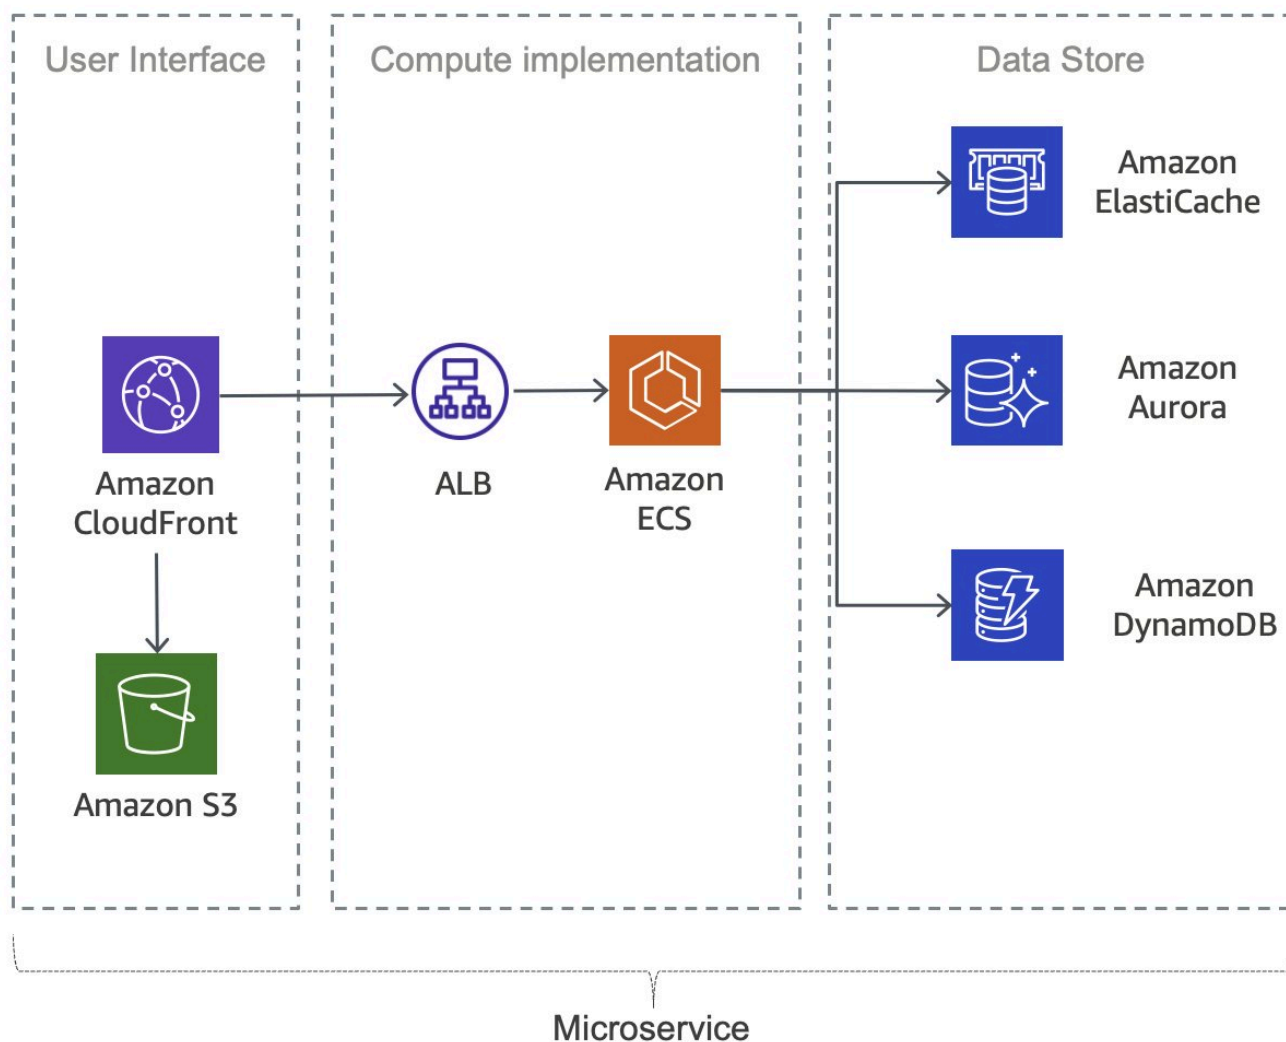 User Interface
Compute implementation
Data Store
Amazon
ElastiCache
Amazon
CloudFront
ALB
Amazon
ECS
Amazon
Aurora
Amazon
DynamoDB
Amazon S3
Microservice